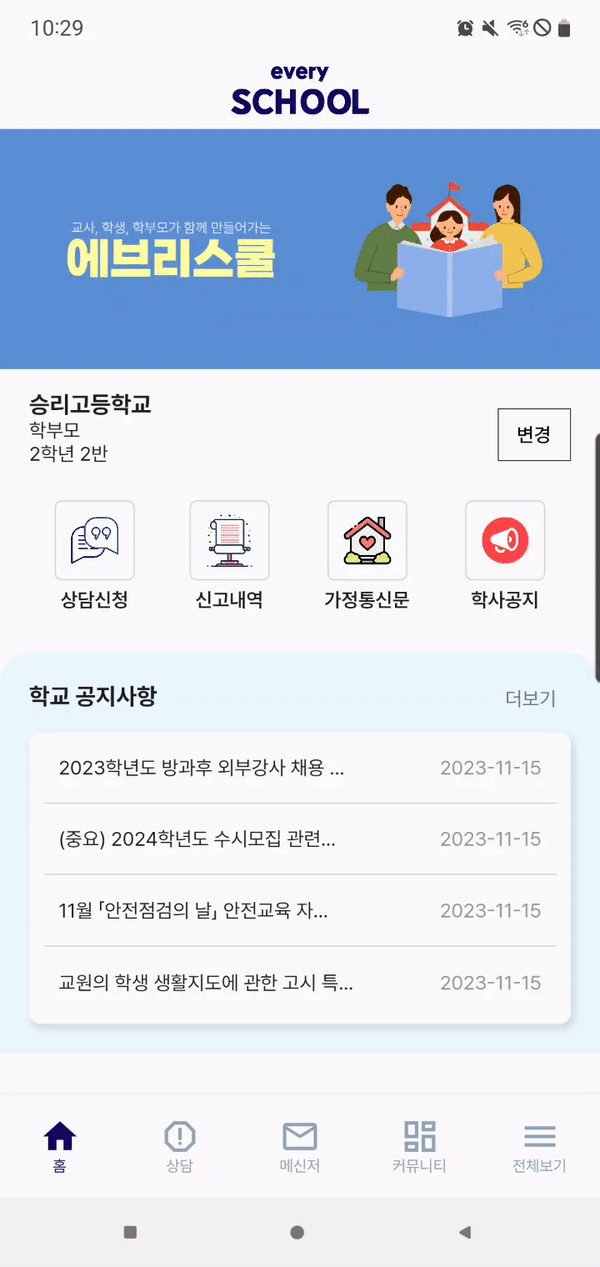 10:29
every
SCHOOL
교사, 학생, 학부모가 함께 만들어가는
에브리스쿨
승리고등학교
학부모
2학년 2반
변경
상담신청
신고내역
가정통신문
학사공지
학교 공지사항
더보기
2023학년도 방과후 외부강사 채용 ...
2023-11-15
(중요) 2024학년도 수시모집 관련...
2023-11-15
11월 「안전점검의 날」 안전교육 자...
2023-11-15
교원의 학생 생활지도에 관한 고시 특...
2023-11-15
홈
상담
메신저
커뮤니티
전체보기